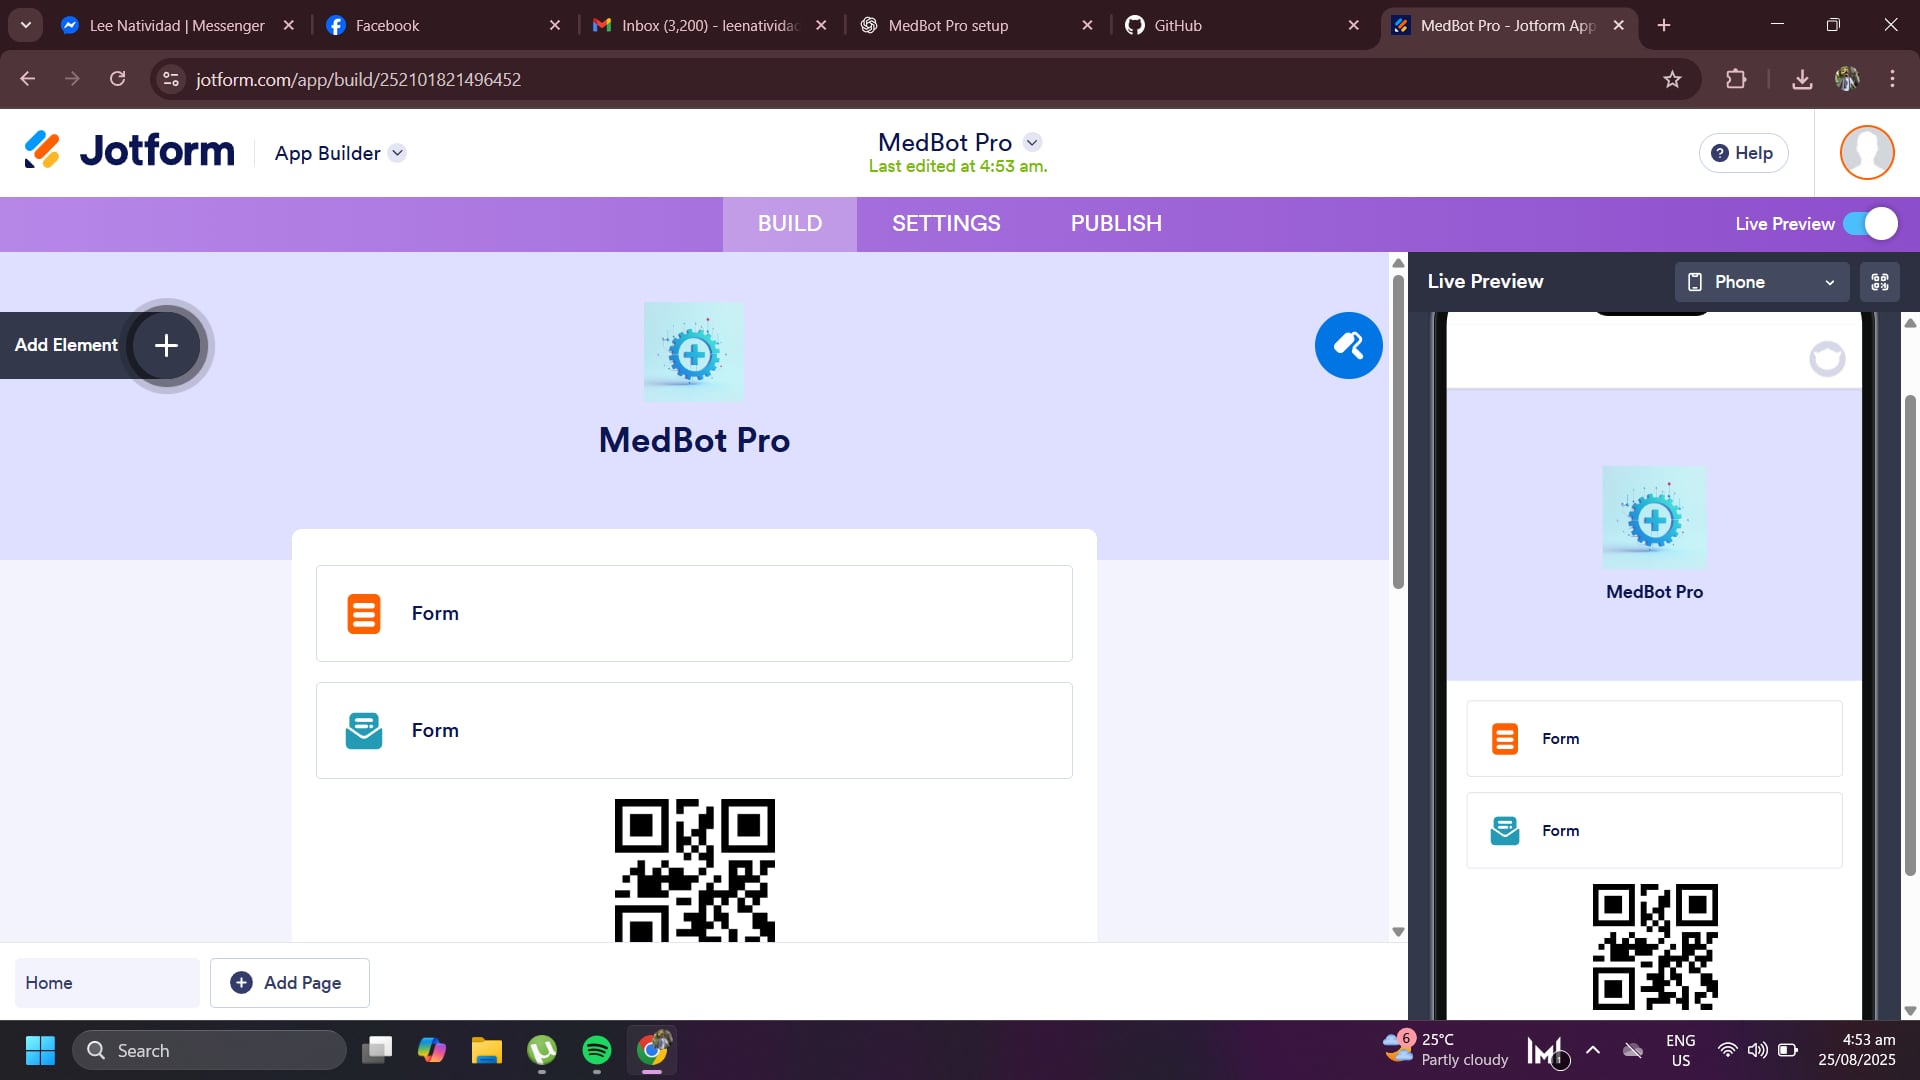 Lee Natividad | Messenger
Facebook
Inbox (3,200) - leenativida
MedBot Pro setup
GitHub
MedBot Pro - Jotform App
jotform.com/app/build/252101821496452
Jotform
App Builder
MedBot Pro
Last edited at 4:53 am.
Help
BUILD
SETTINGS
PUBLISH
Live Preview
Add Element
MedBot Pro
Form
Form
Live Preview
Phone
MedBot Pro
Form
Form
Home
Add Page
Search
6
25°C
Partly cloudy
1
ENG
US
4:53 am
25/08/2025